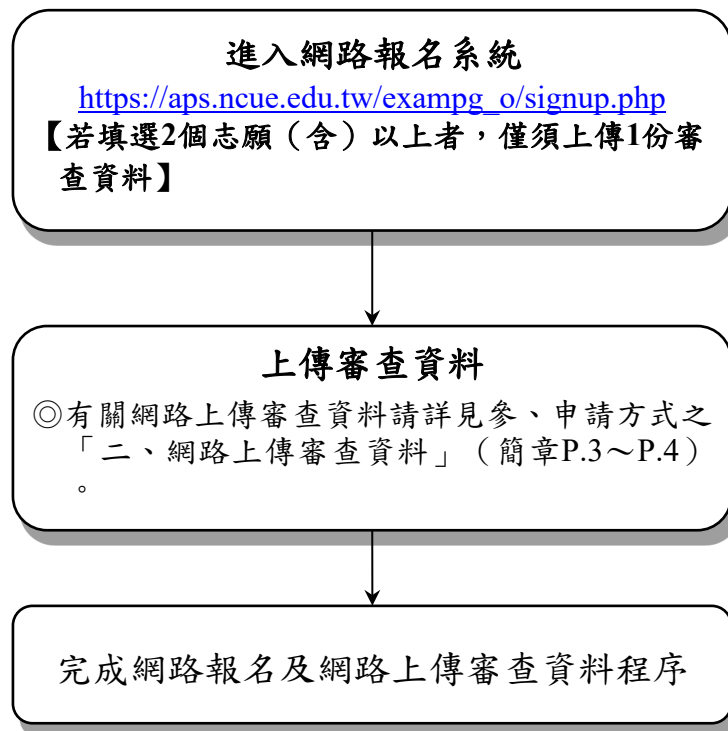 進入網路報名系統
https://aps.ncue.edu.tw/exampg_o/signup.php
【若填選2個志願（含）以上者，僅須上傳1份審
查資料】
上傳審查資料
◎有關網路上傳審查資料請詳見參、申請方式之
「二、網路上傳審查資料」（簡章P.3～P.4）
。
完成網路報名及網路上傳審查資料程序